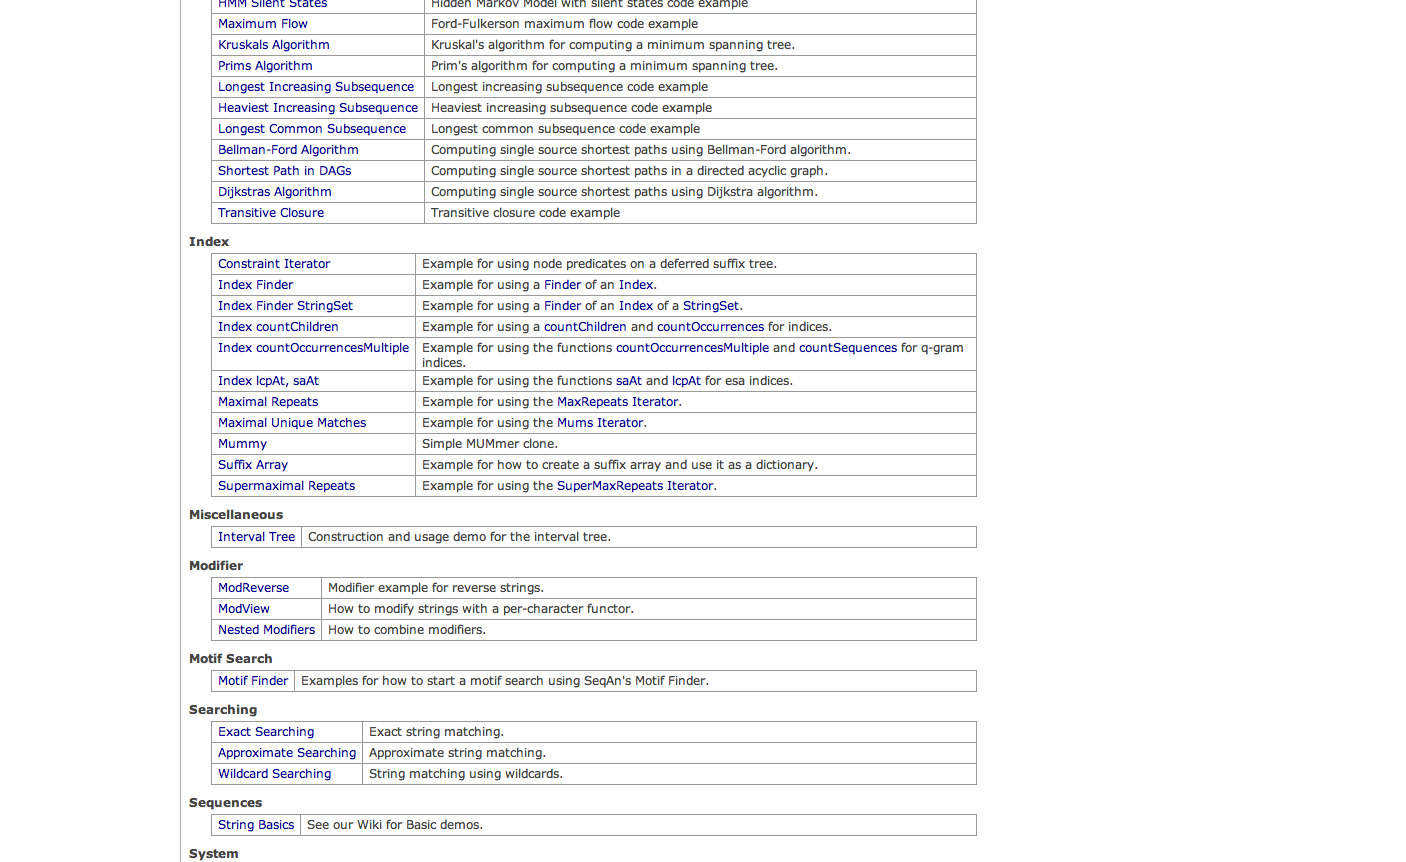 HMM Silent States Hidden Markov Model with silent states code example
Maximum Flow Ford-Fulkerson maximum flow code example
Kruskals Algorithm Kruskal's algorithm for computing a minimum spanning tree.
Prims Algorithm Prim's algorithm for computing a minimum spanning tree.
Longest Increasing Subsequence Longest increasing subsequence code example
Heaviest Increasing Subsequence Heaviest increasing subsequence code example
Longest Common Subsequence Longest common subsequence code example
Bellman-Ford Algorithm Computing single source shortest paths using Bellman-Ford algorithm.
Shortest Path in DAGs Computing single source shortest paths in a directed acyclic graph.
Dijkstras Algorithm Computing single source shortest paths using Dijkstra algorithm.
Transitive Closure Transitive closure code example
Index
Constraint Iterator Example for using node predicates on a deferred suffix tree.
Index Finder Example for using a Finder of an Index.
Index Finder StringSet Example for using a Finder of an Index of a StringSet.
Index countChildren Example for using a countChildren and countOccurrences for indices.
Index countOccurrencesMultiple Example for using the functions countOccurrencesMultiple and countSequences for q-gram
indices.
Index lcpAt, saAt Example for using the functions saAt and lcpAt for esa indices.
Maximal Repeats Example for using the MaxRepeats Iterator.
Maximal Unique Matches Example for using the Mums Iterator.
Mummy Simple MUMmer clone.
Suffix Array Example for how to create a suffix array and use it as a dictionary.
Supermaximal Repeats Example for using the SuperMaxRepeats Iterator.
Miscellaneous
Interval Tree Construction and usage demo for the interval tree.
Modifier
ModReverse Modifier example for reverse strings.
ModView How to modify strings with a per-character functor.
Nested Modifiers How to combine modifiers.
Motif Search
Motif Finder Examples for how to start a motif search using SeqAn's Motif Finder.
Searching
Exact Searching Exact string matching.
Approximate Searching Approximate string matching.
Wildcard Searching String matching using wildcards.
Sequences
String Basics See our Wiki for Basic demos.
System